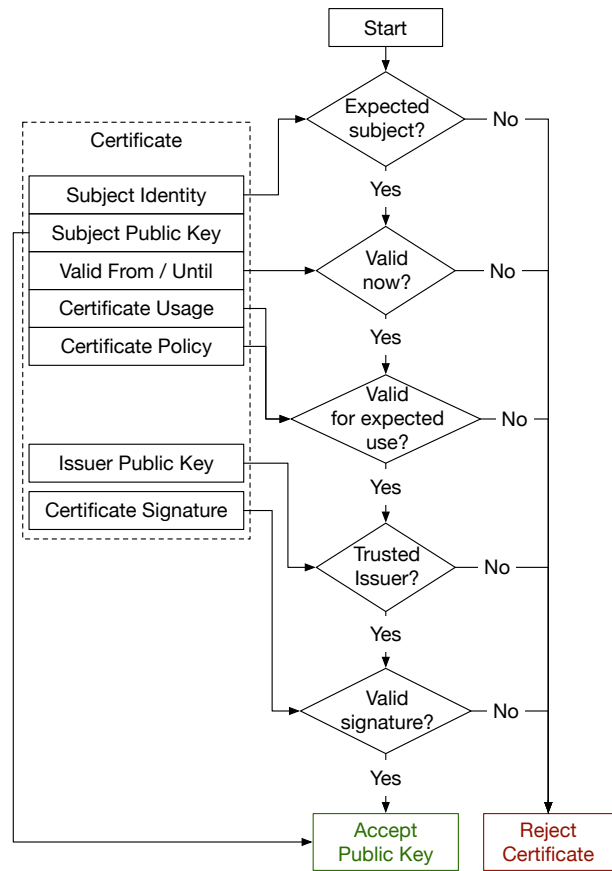 Start
Expected
subject?
No
Certificate
Subject Identity
Yes
Subject Public Key
Valid From / Until
Valid
now?
No
Certificate Usage
Certificate Policy
Yes
Valid
for expected
use?
No
Issuer Public Key
Yes
Certificate Signature
Trusted
Issuer?
No
Yes
Valid
signature?
No
Yes
Accept
Public Key
Reject
Certificate